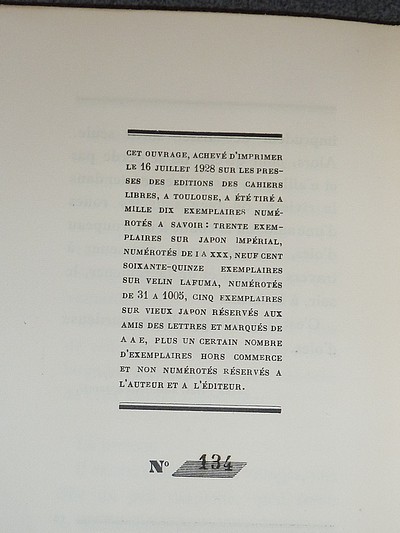 CET OUVRAGE, ACHEVÉ D'IMPRIMER
LE 16 JUILLET 1928 SUR LES PRES-
SES DES EDITIONS DES CAHIERS
LIBRES, A TOULOUSE, A ÉTÉ TIRÉ A
MILLE DIX EXEMPLAIRES NUMÉ-
ROTÉS A SAVOIR : TRENTE EXEM-
PLAIRES SUR JAPON IMPÉRIAL,
NUMÉROTÉS DE I A XXX, NEUF CENT
SOIXANTE-QUINZE EXEMPLAIRES
SUR VELIN LAFUMA, NUMÉROTÉS
DE 31 A 1005, CINQ EXEMPLAIRES
SUR VIEUX JAPON RÉSERVÉS AUX
AMIS DES LETTRES ET MARQUÉS DE
A A E, PLUS UN CERTAIN NOMBRE
D'EXEMPLAIRES HORS COMMERCE
ET NON NUMÉROTÉS RÉSERVÉS A
L'AUTEUR ET A L'ÉDITEUR.
Nº 134